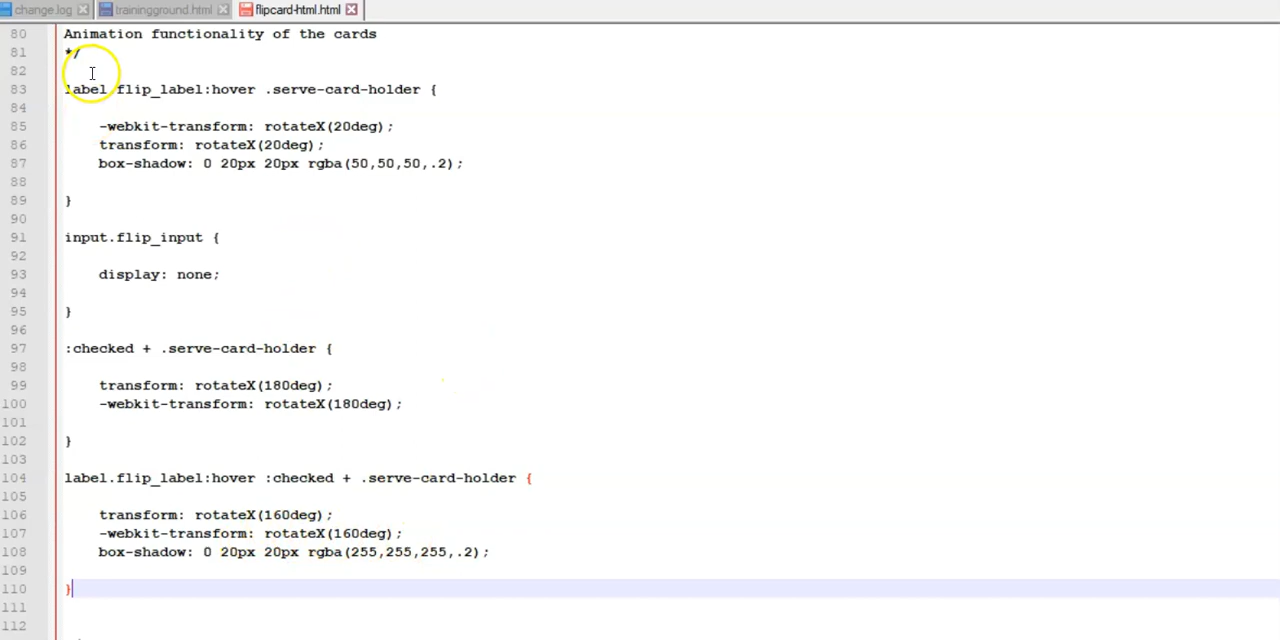 change.log trainingground.html flipcard-html.html
80 Animation functionality of the cards
81 */
82
83 label.flip_label:hover .serve-card-holder {
84
85 -webkit-transform: rotateX(20deg);
86 transform: rotateX(20deg);
87 box-shadow: 0 20px 20px rgba(50,50,50,.2);
88
89 }
90
91 input.flip_input {
92
93 display: none;
94
95 }
96
97 :checked + .serve-card-holder {
98
99 transform: rotateX(180deg);
100 -webkit-transform: rotateX(180deg);
101
102 }
103
104 label.flip_label:hover :checked + .serve-card-holder {
105
106 transform: rotateX(160deg);
107 -webkit-transform: rotateX(160deg);
108 box-shadow: 0 20px 20px rgba(255,255,255,.2);
109
110 }
111
112